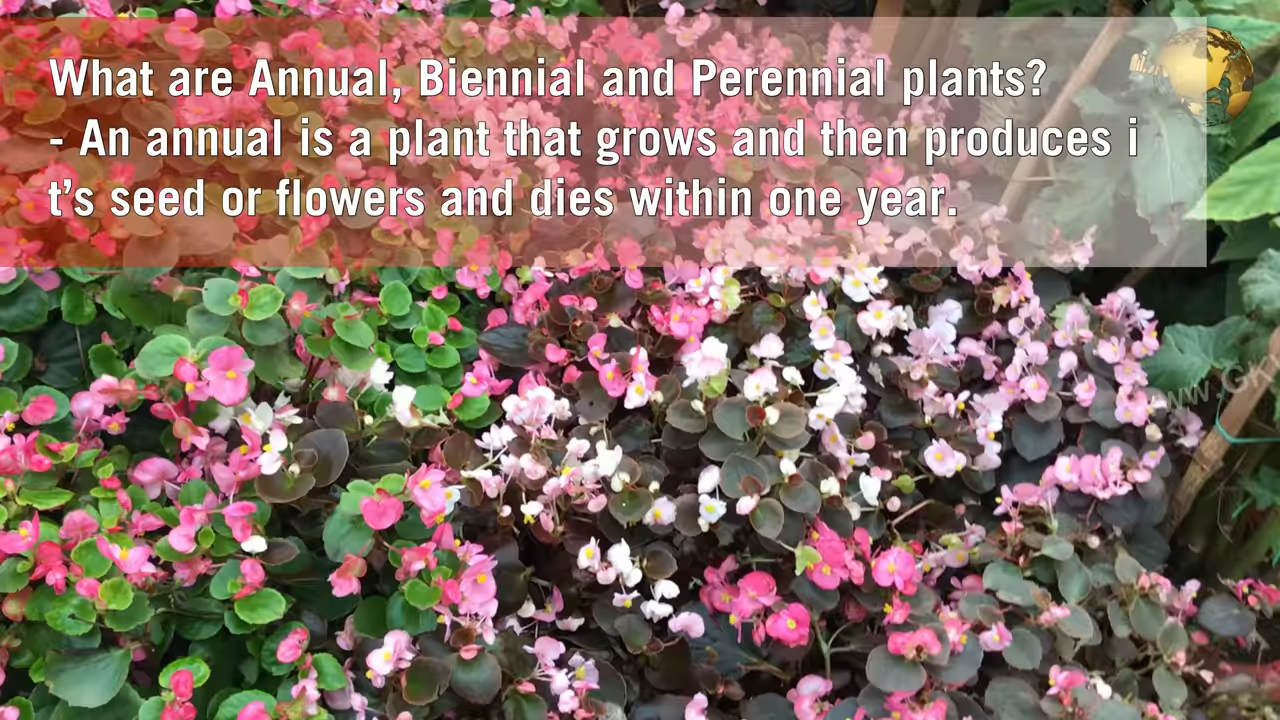 What are Annual, Biennial and Perennial plants?
- An annual is a plant that grows and then produces i
t’s seed or flowers and dies within one year.